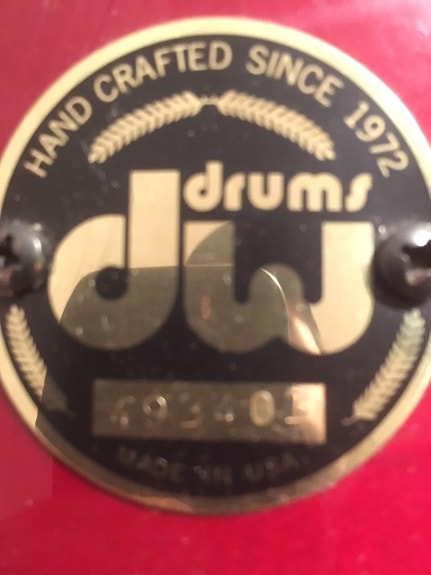 HAND CRAFTED SINCE 1972
drums
dw
MADE IN USA